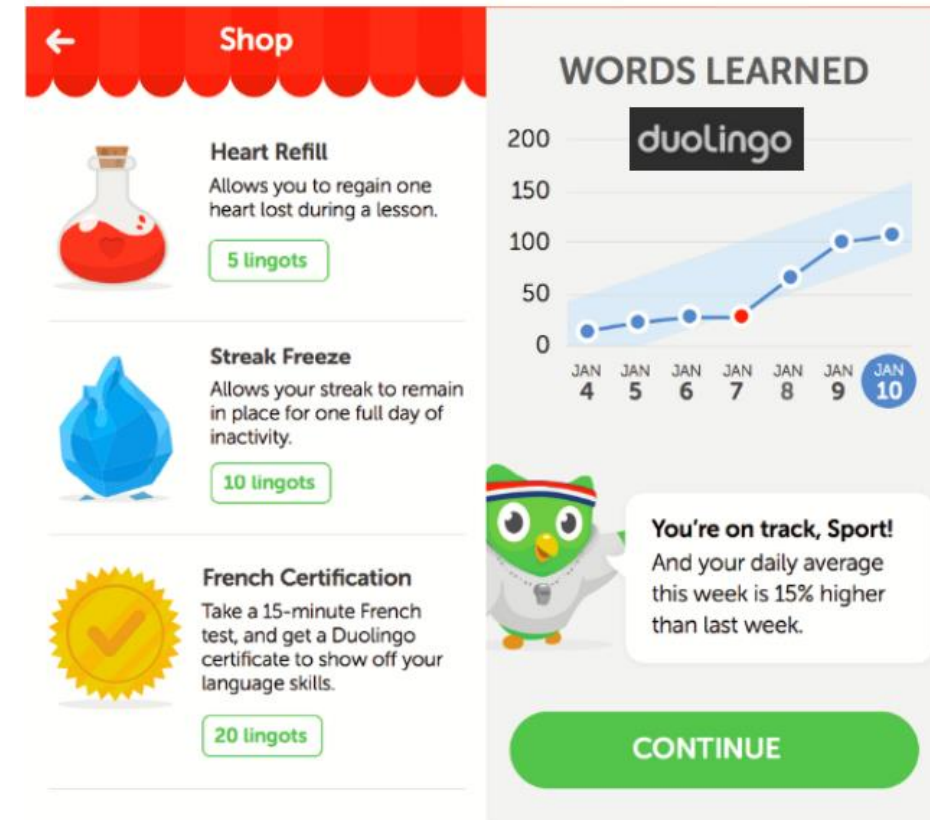 Shop
Heart Refill
Allows you to regain one
heart lost during a lesson.
5 lingots
Streak Freeze
Allows your streak to remain
in place for one full day of
inactivity.
10 lingots
French Certification
Take a 15-minute French
test, and get a Duolingo
certificate to show off your
language skills.
20 lingots
WORDS LEARNED
duolingo
200
150
100
50
0
JAN JAN JAN JAN JAN JAN JAN
4 5 6 7 8 9 10
You're on track, Sport!
And your daily average
this week is 15% higher
than last week.
CONTINUE